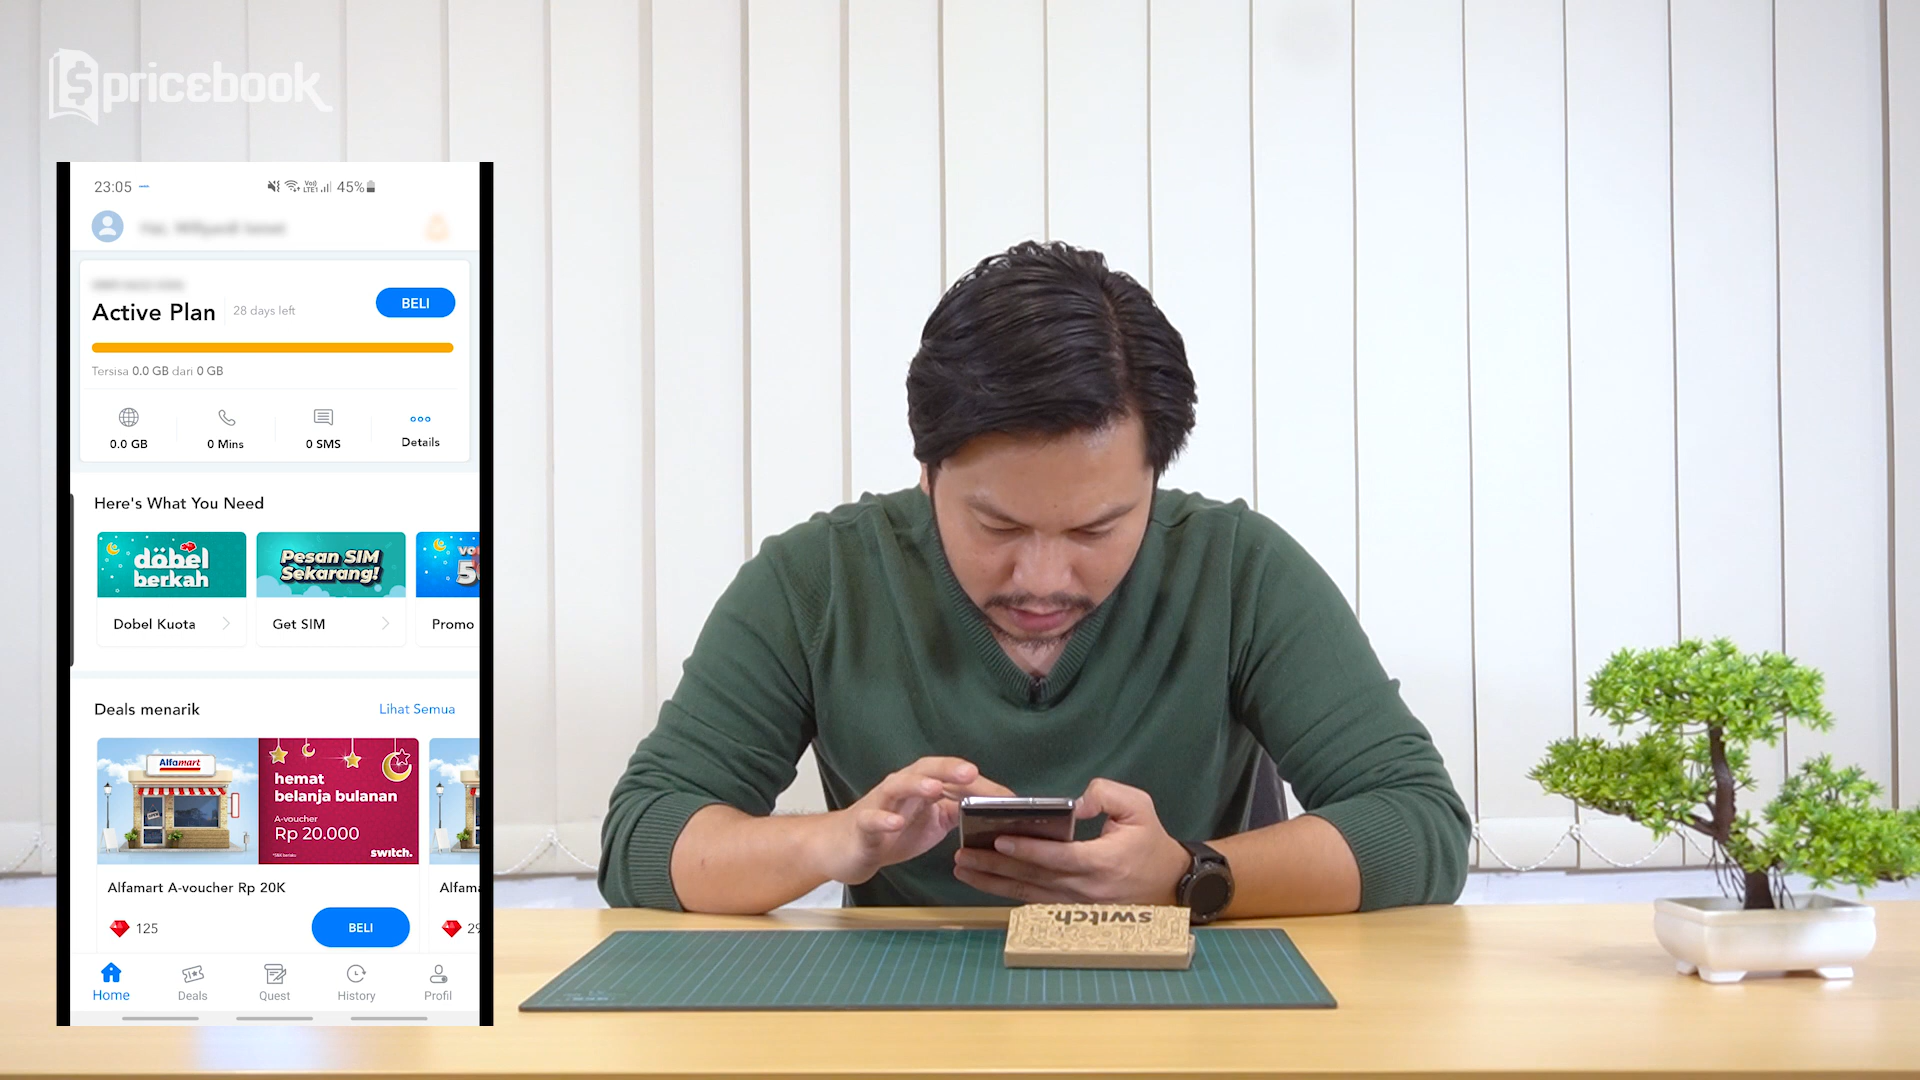 pricebook
23:05
45%
Active Plan
28 days left
BELI
Tersisa 0.0 GB dari 0 GB
0.0 GB
0 Mins
0 SMS
Details
Here's What You Need
döbel
berkah
Pesan SIM
Sekarang!
Dobel Kuota
Get SIM
Promo
Deals menarik
Lihat Semua
Alfamart
hemat
belanja bulanan
A-voucher
Rp 20.000
switch.
Alfamart A-voucher Rp 20K
Alfama
125
BELI
29
Home
Deals
Quest
History
Profil
switch.